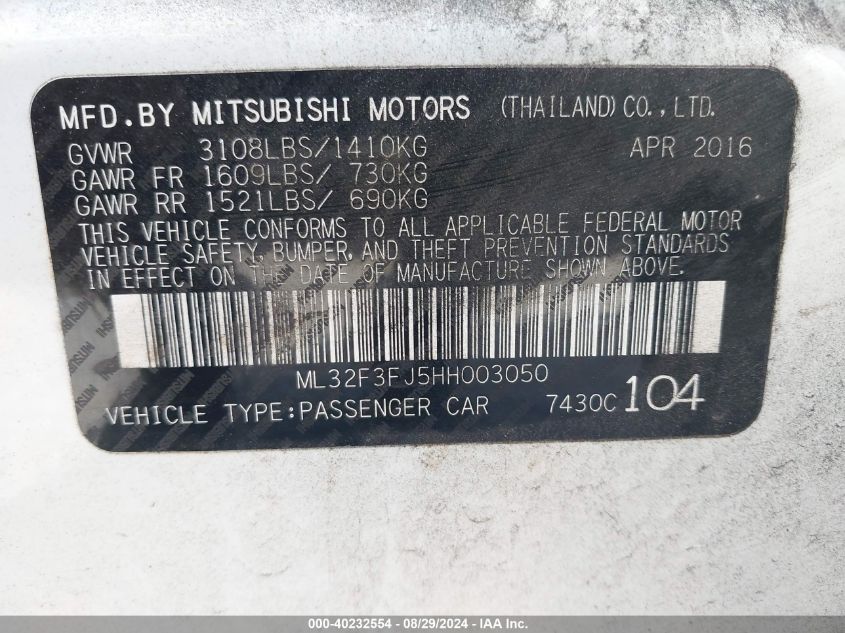 MFD.BY MITSUBISHI MOTORS (THAILAND) CO., LTD.
GVWR 3108LBS/1410KG APR 2016
GAWR FR 1609LBS/ 730KG
GAWR RR 1521LBS/ 690KG
THIS VEHICLE CONFORMS TO ALL APPLICABLE FEDERAL MOTOR
VEHICLE SAFETY, BUMPER, AND THEFT PREVENTION STANDARDS
IN EFFECT ON THE DATE OF MANUFACTURE SHOWN ABOVE.
ML32F3FJ5HH003050
VEHICLE TYPE:PASSENGER CAR 7430C 104
000-40232554 - 08/29/2024 - IAA Inc.